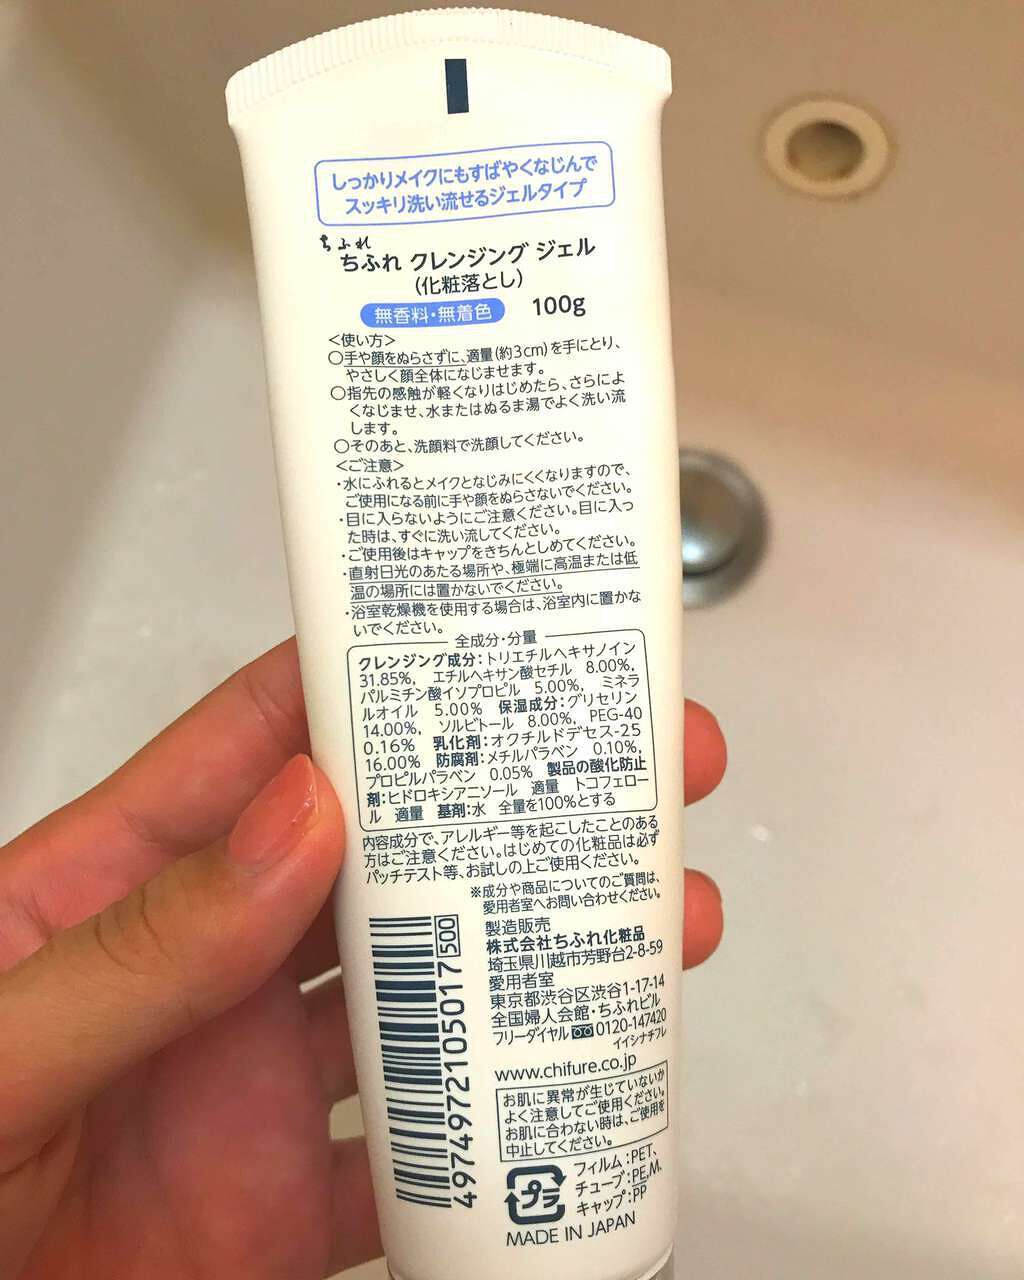 しっかりメイクにもすばやくなじんで
スッキリ洗い流せるジェルタイプ
ちふれ
ちふれ クレンジング ジェル
(化粧落とし)
無香料・無着色 100g
<使い方>
○手や顔をぬらさずに、適量(約3cm)を手にとり、
やさしく顔全体になじませます。
○指先の感触が軽くなりはじめたら、さらによ
くなじませ、水またはぬるま湯でよく洗い流
します。
○そのあと、洗顔料で洗顔してください。
<ご注意>
・水にふれるとメイクとなじみにくくなりますので、
ご使用になる前に手や顔をぬらさないでください。
・目に入らないようにご注意ください。目に入っ
た時は、すぐに洗い流してください。
・ご使用後はキャップをきちんとしめてください。
・直射日光のあたる場所や、極端に高温または低
温の場所には置かないでください。
・浴室乾燥機を使用する場合は、浴室内に置かな
いでください。
全成分・分量
クレンジング成分:トリエチルヘキサノイン
31.85%, エチルヘキサン酸セチル 8.00%,
パルミチン酸イソプロピル 5.00%, ミネラ
ルオイル 5.00% 保湿成分:グリセリン
14.00%, ソルビトール 8.00%, PEG-40
0.16% 乳化剤:オクチルドデセス-25
16.00% 防腐剤:メチルパラベン 0.10%,
プロピルパラベン 0.05% 製品の酸化防止
剤:ヒドロキシアニソール 適量 トコフェロー
ル 適量 基剤:水 全量を100%とする
内容成分で、アレルギー等を起こしたことのある
方はご注意ください。はじめての化粧品は必ず
パッチテスト等、お試しの上ご使用ください。
※成分や商品についてのご質問は、
愛用者室へお問い合わせください。
製造販売
株式会社ちふれ化粧品
埼玉県川越市芳野台2-8-59
愛用者室
東京都渋谷区渋谷1-17-14
全国婦人会館・ちふれビル
フリーダイヤル 0120-147420
イイシナチフレ
www.chifure.co.jp
お肌に異常が生じていないか
よく注意してご使用ください。
お肌に合わない時は、ご使用を
中止してください。
プラ
フィルム:PET、
チューブ:PE,M、
キャップ:PP
MADE IN JAPAN
500
4974972105017